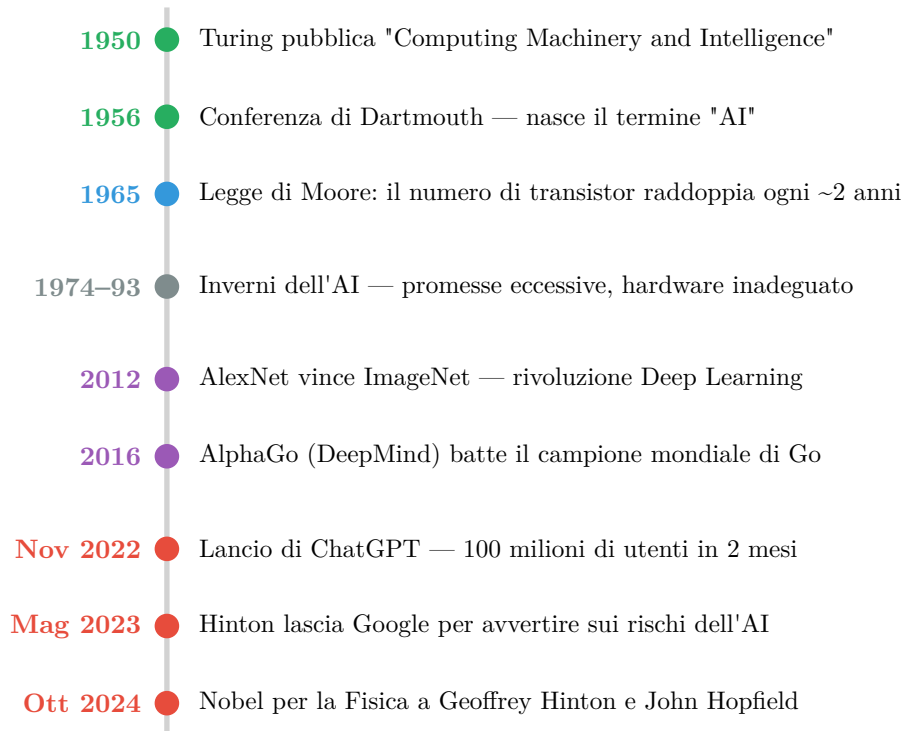 1950 Turing pubblica "Computing Machinery and Intelligence"
1956 Conferenza di Dartmouth — nasce il termine "AI"
1965 Legge di Moore: il numero di transistor raddoppia ogni ~2 anni
1974–93 Inverni dell'AI — promesse eccessive, hardware inadeguato
2012 AlexNet vince ImageNet — rivoluzione Deep Learning
2016 AlphaGo (DeepMind) batte il campione mondiale di Go
Nov 2022 Lancio di ChatGPT — 100 milioni di utenti in 2 mesi
Mag 2023 Hinton lascia Google per avvertire sui rischi dell'AI
Ott 2024 Nobel per la Fisica a Geoffrey Hinton e John Hopfield